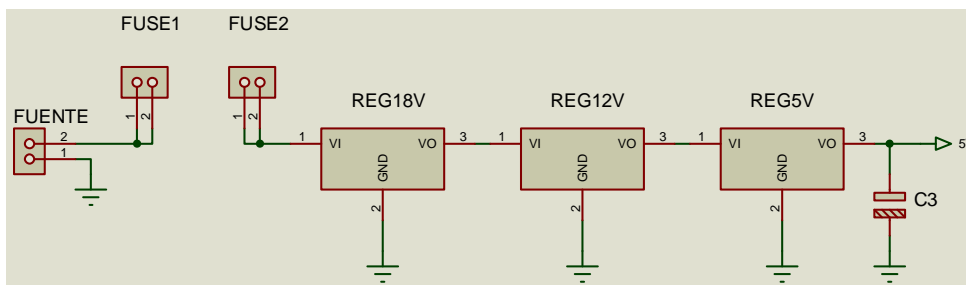 FUSE1 FUSE2
REG18V REG12V REG5V
FUENTE
1 2 1 2
2 1 VI VO 3 1 VI VO 3 1 VI VO 3 5
1
GND GND GND
C3
2 2 2